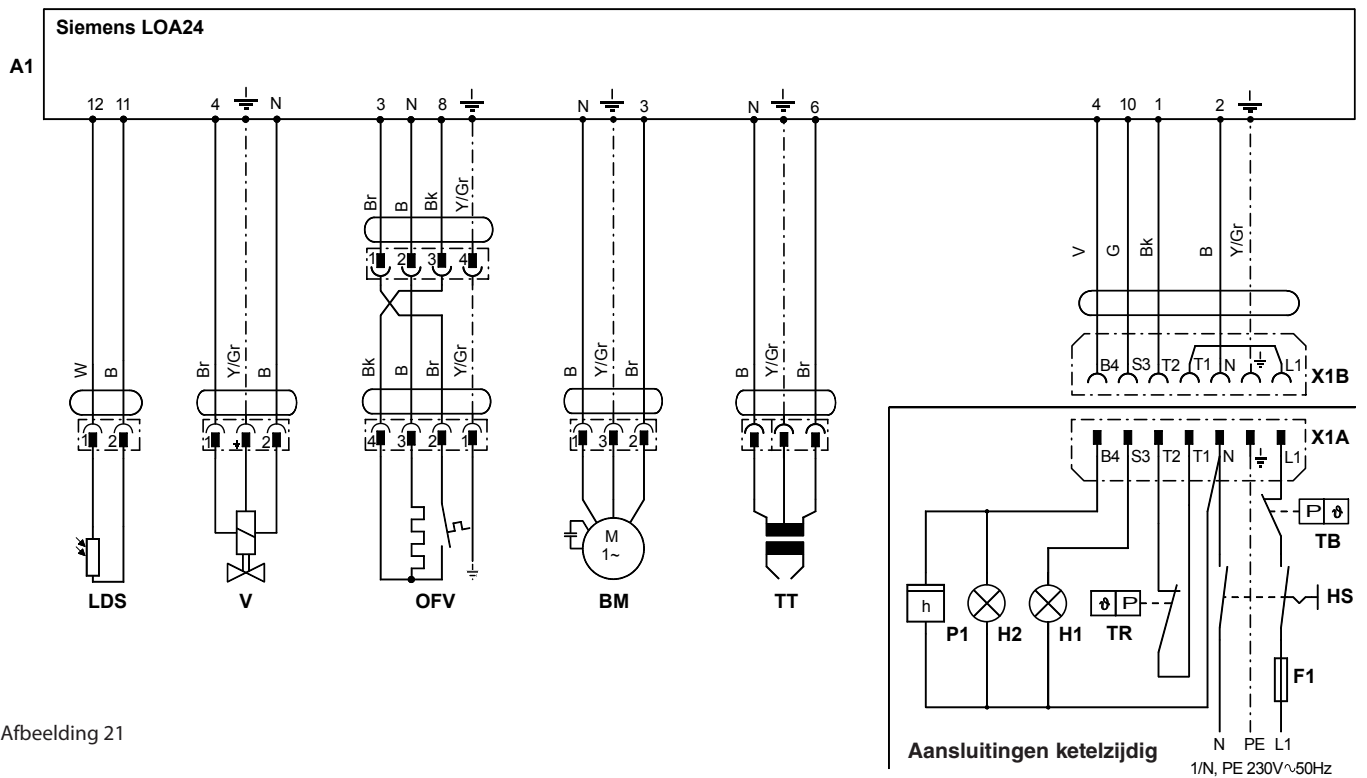 Siemens LOA24
A1
12 11 4 N 3 N 8 N 3 N 6 4 10 1 2
Br B Bk Y/Gr
V G Bk B Y/Gr
1 2 3 4
W B Br Y/Gr B Bk B Br Y/Gr B Y/Gr Br B Y/Gr Br
B4 S3 T2 T1 N L1 X1B
1 2 1 2 4 3 2 1 1 3 2
X1A
B4 S3 T2 T1 N L1
P ϑ
TB
M
1~
h
ϑ P
HS
LDS V OFV BM TT
P1 H2 H1 TR
F1
Afbeelding 21
Aansluitingen ketelzijdig
N PE L1
1/N, PE 230V~50Hz